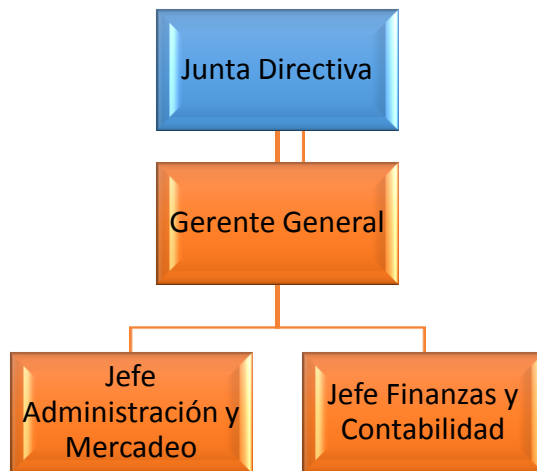 Junta Directiva
Gerente General
Jefe
Administración y
Mercadeo
Jefe Finanzas y
Contabilidad